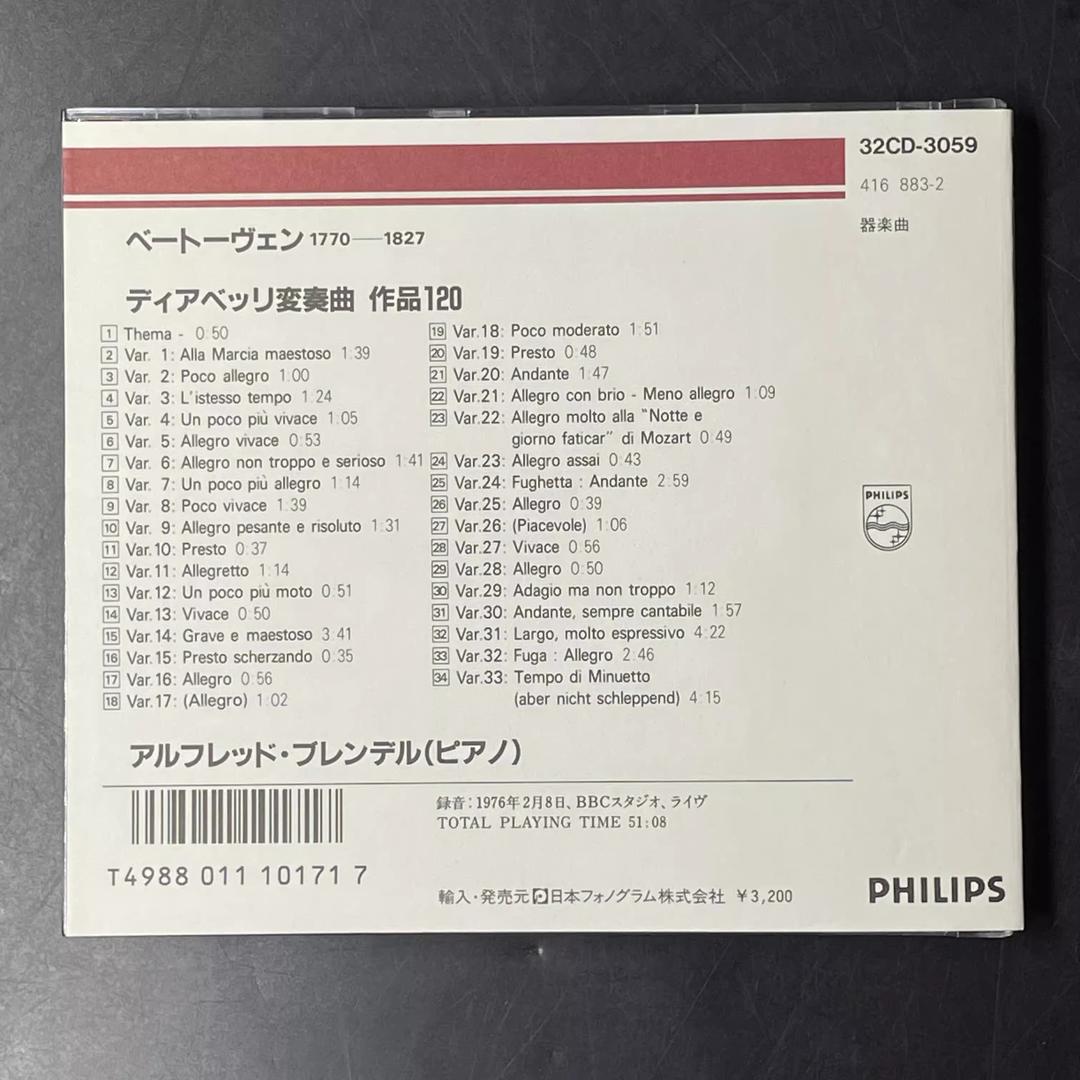 32CD-3059
416 883-2
器楽曲
ベートーヴェン 1770—1827
ディアベッリ変奏曲 作品120
1 Thema - 0:50
2 Var. 1: Alla Marcia maestoso 1:39
3 Var. 2: Poco allegro 1:00
4 Var. 3: L'istesso tempo 1:24
5 Var. 4: Un poco più vivace 1:05
6 Var. 5: Allegro vivace 0:53
7 Var. 6: Allegro non troppo e serioso 1:41
8 Var. 7: Un poco più allegro 1:14
9 Var. 8: Poco vivace 1:39
10 Var. 9: Allegro pesante e risoluto 1:31
11 Var.10: Presto 0:37
12 Var.11: Allegretto 1:14
13 Var.12: Un poco più moto 0:51
14 Var.13: Vivace 0:50
15 Var.14: Grave e maestoso 3:41
16 Var.15: Presto scherzando 0:35
17 Var.16: Allegro 0:56
18 Var.17: (Allegro) 1:02
19 Var.18: Poco moderato 1:51
20 Var.19: Presto 0:48
21 Var.20: Andante 1:47
22 Var.21: Allegro con brio - Meno allegro 1:09
23 Var.22: Allegro molto alla "Notte e
giorno faticar" di Mozart 0:49
24 Var.23: Allegro assai 0:43
25 Var.24: Fughetta : Andante 2:59
26 Var.25: Allegro 0:39
27 Var.26: (Piacevole) 1:06
28 Var.27: Vivace 0:56
29 Var.28: Allegro 0:50
30 Var.29: Adagio ma non troppo 1:12
31 Var.30: Andante, sempre cantabile 1:57
32 Var.31: Largo, molto espressivo 4:22
33 Var.32: Fuga : Allegro 2:46
34 Var.33: Tempo di Minuetto
(aber nicht schleppend) 4:15
PHILIPS
アルフレッド・ブレンデル(ピアノ)
録音:1976年2月8日、BBCスタジオ、ライヴ
TOTAL PLAYING TIME 51:08
T4988 011 10171 7
輸入・発売元 日本フォノグラム株式会社 ¥3,200
PHILIPS